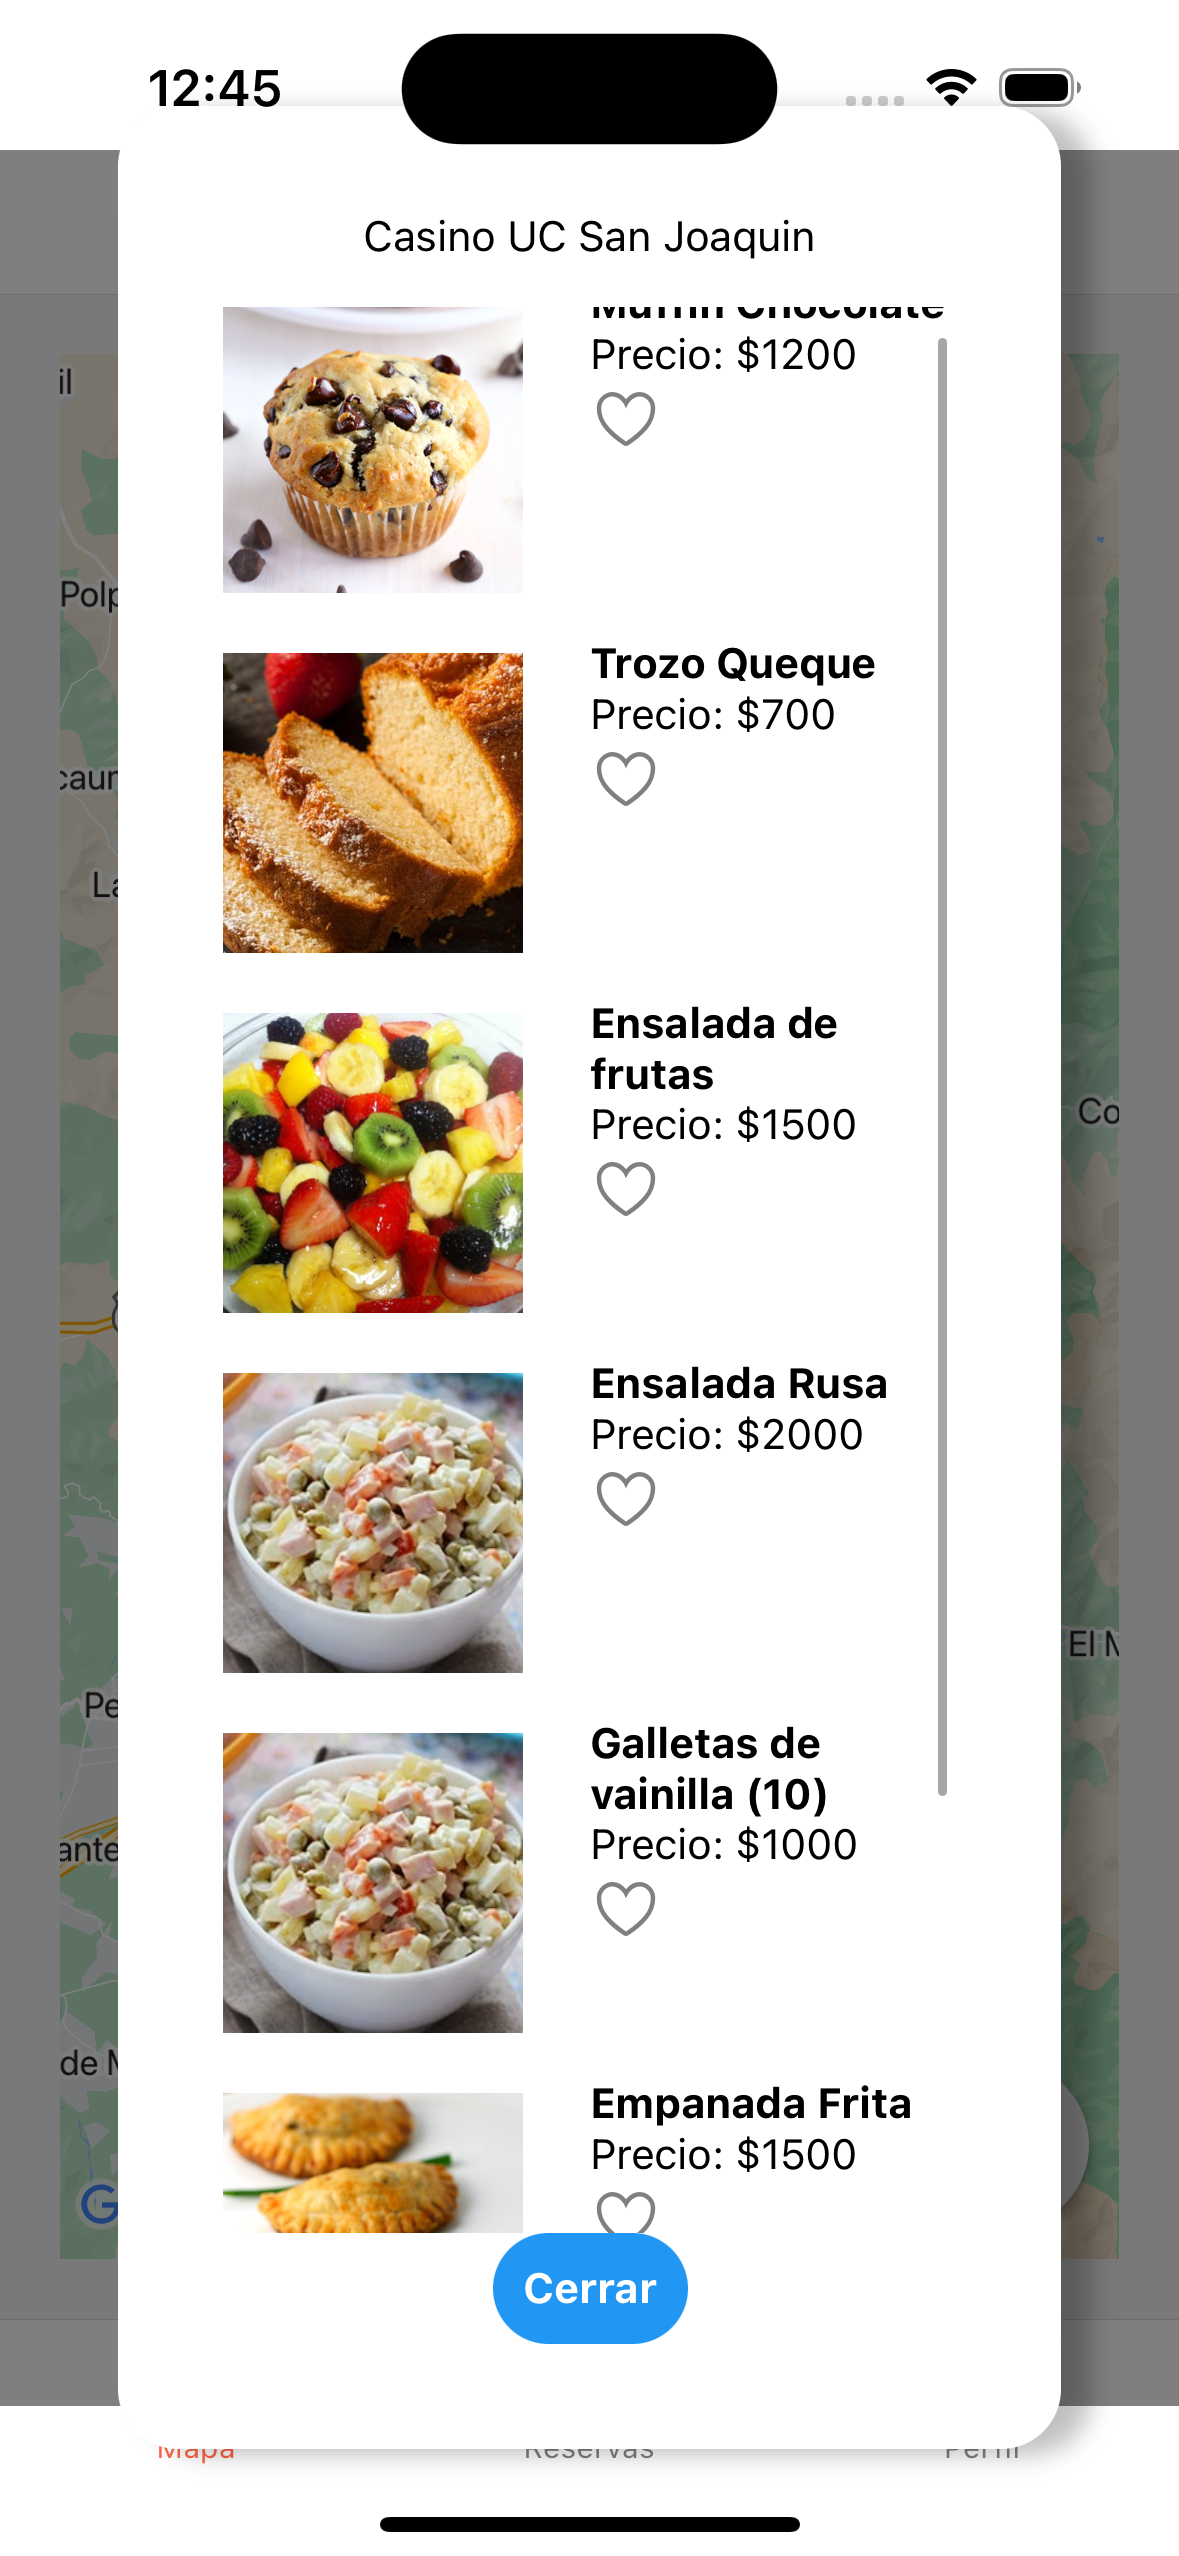 12:45
Casino UC San Joaquin
Muffin Chocolate
Precio: $1200
Trozo Queque
Precio: $700
Ensalada de
frutas
Precio: $1500
Ensalada Rusa
Precio: $2000
Galletas de
vainilla (10)
Precio: $1000
Empanada Frita
Precio: $1500
Cerrar
il
Polp
caur
La
Co
El M
Pe
ante
de M
G
Mapa
Reservas
Perfil